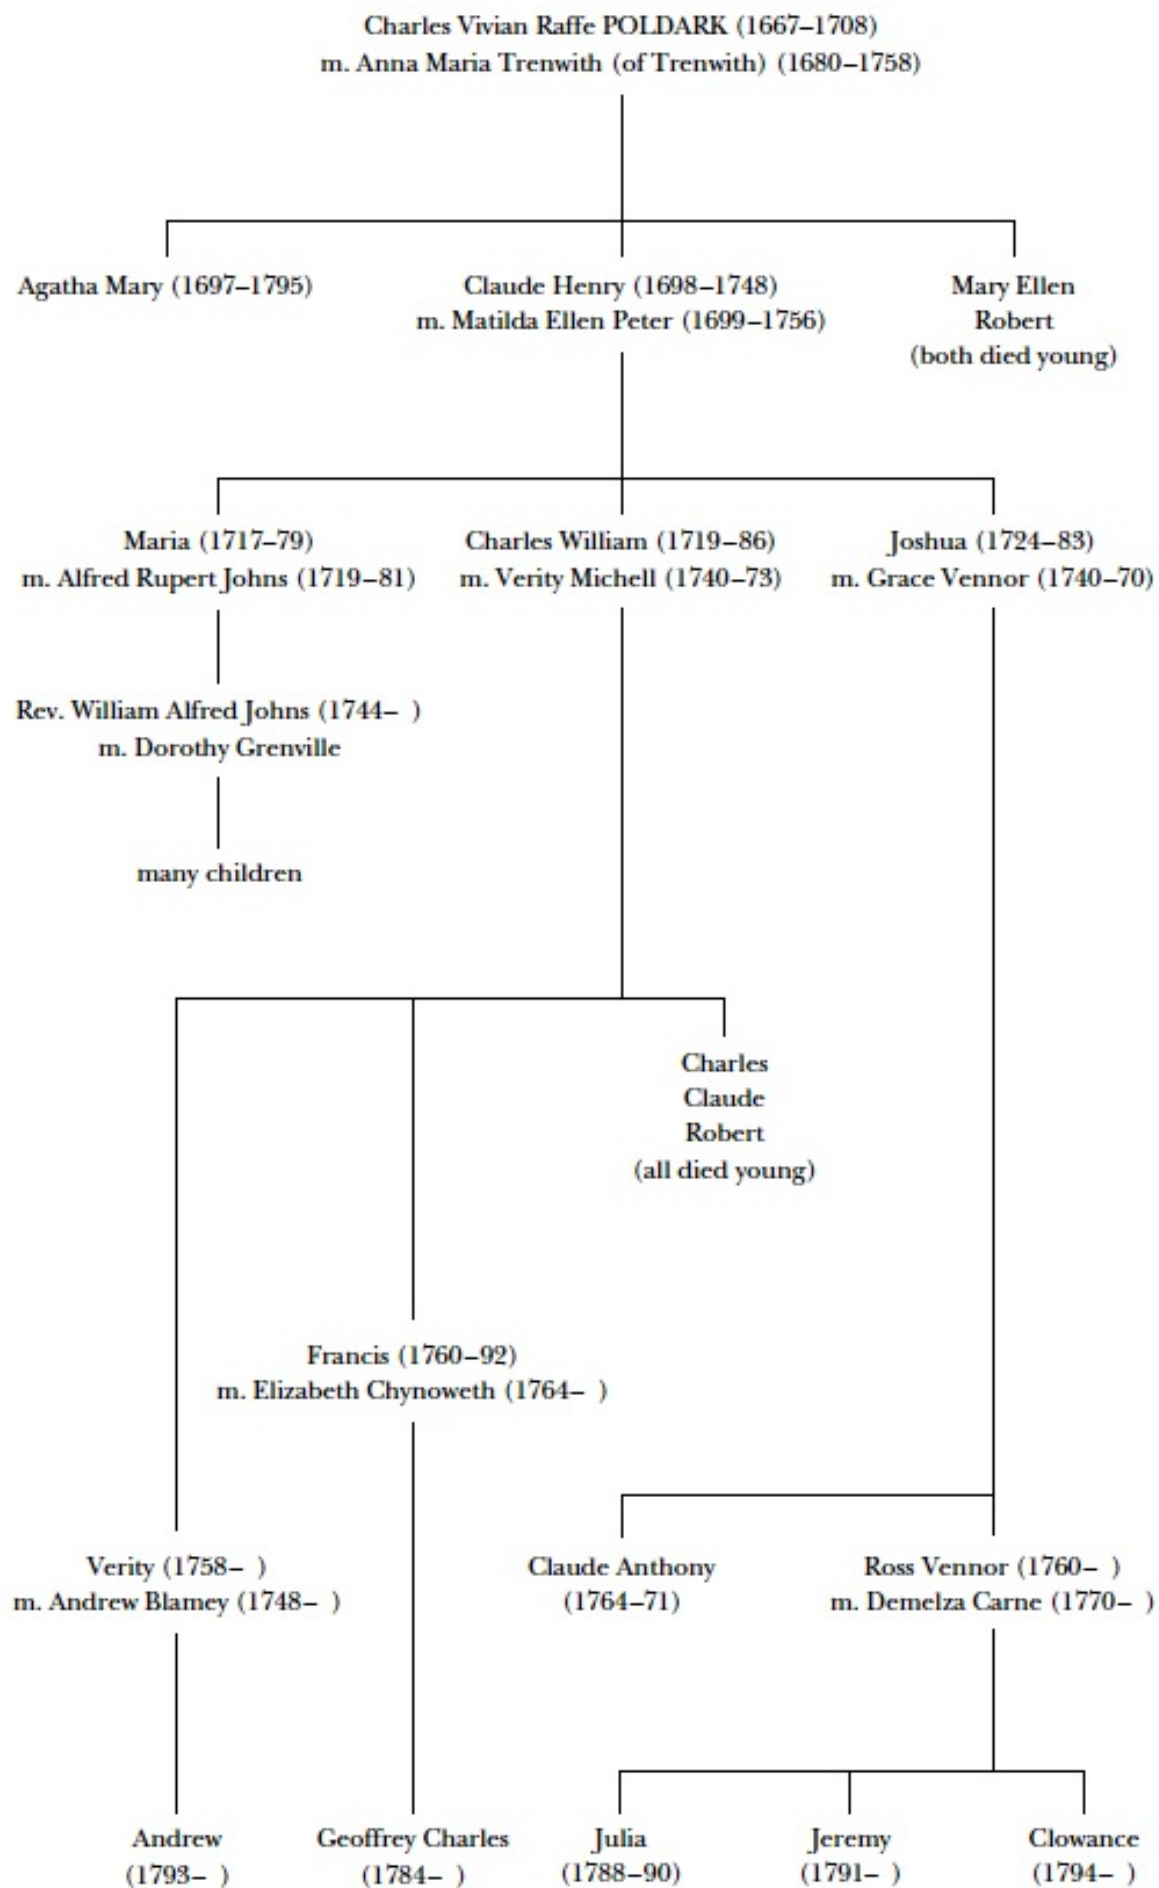 Charles Vivian Raffe POLDARK (1667–1708)
m. Anna Maria Trenwith (of Trenwith) (1680–1758)
Agatha Mary (1697–1795)
Claude Henry (1698–1748)
m. Matilda Ellen Peter (1699–1756)
Mary Ellen
Robert
(both died young)
Maria (1717–79)
m. Alfred Rupert Johns (1719–81)
Charles William (1719–86)
m. Verity Michell (1740–73)
Joshua (1724–83)
m. Grace Vennor (1740–70)
Rev. William Alfred Johns (1744– )
m. Dorothy Grenville
many children
Charles
Claude
Robert
(all died young)
Francis (1760–92)
m. Elizabeth Chynoweth (1764– )
Verity (1758– )
m. Andrew Blamey (1748– )
Claude Anthony
(1764–71)
Ross Vennor (1760– )
m. Demelza Carne (1770– )
Andrew
(1793– )
Geoffrey Charles
(1784– )
Julia
(1788–90)
Jeremy
(1791– )
Clowance
(1794– )